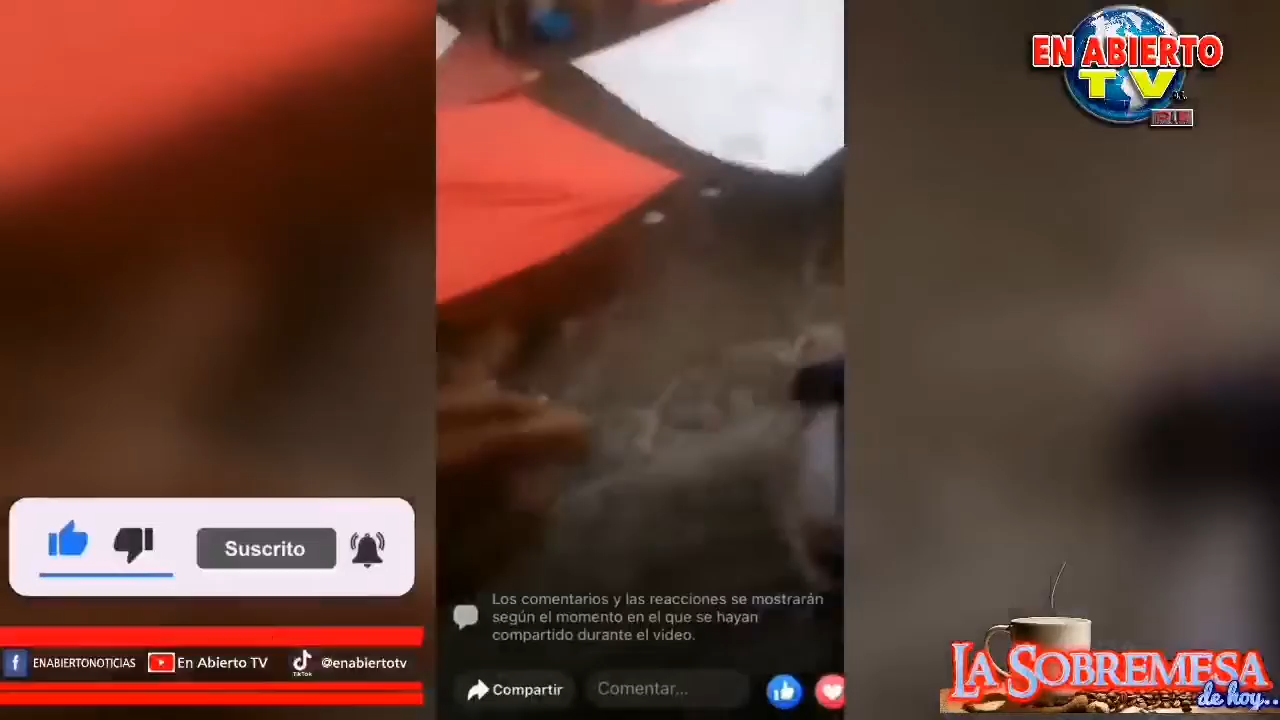 EN ABIERTO
TV
Suscrito
Los comentarios y las reacciones se mostrarán
según el momento en el que se hayan
compartido durante el video.
ENABIERTONOTICIAS
En Abierto TV
TikTok
@enabiertotv
Compartir
Comentar...
LA SOBREMESA
de hoy...